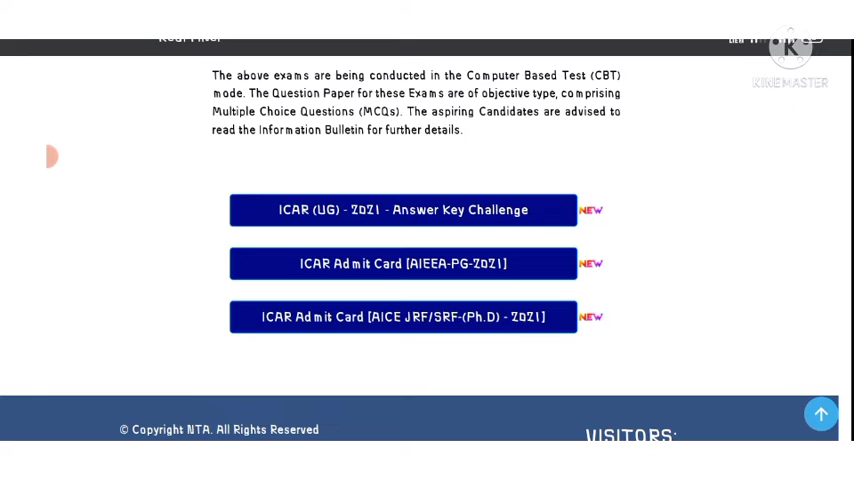 KINEMASTER
The above exams are being conducted in the Computer Based Test (CBT)
mode. The Question Paper for these Exams are of objective type, comprising
Multiple Choice Questions (MCQs). The aspiring Candidates are advised to
read the Information Bulletin for further details.
ICAR (UG) - 2021 - Answer Key Challenge NEW
ICAR Admit Card [AIEEA-PG-2021] NEW
ICAR Admit Card [AICE JRF/SRF-(Ph.D) - 2021] NEW
© Copyright NTA. All Rights Reserved
VISITORS: